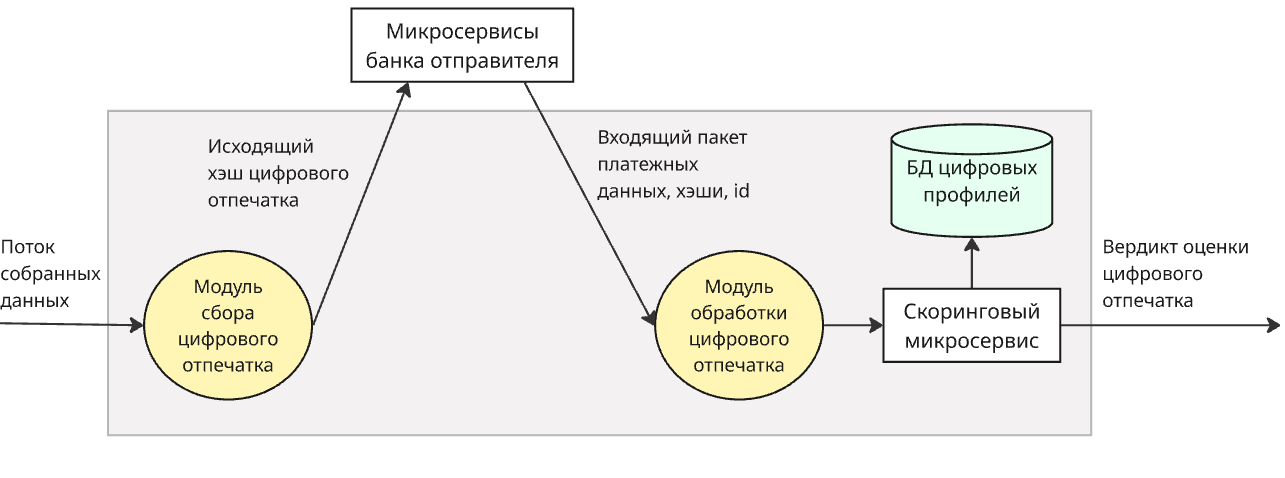 Микросервисы
банка отправителя
Исходящий
хэш цифрового
отпечатка
Входящий пакет
платежных
данных, хэши, id
БД цифровых
профилей
Поток
собранных
данных
Модуль
сбора
цифрового
отпечатка
Модуль
обработки
цифрового
отпечатка
Скоринговый
микросервис
Вердикт оценки
цифрового
отпечатка